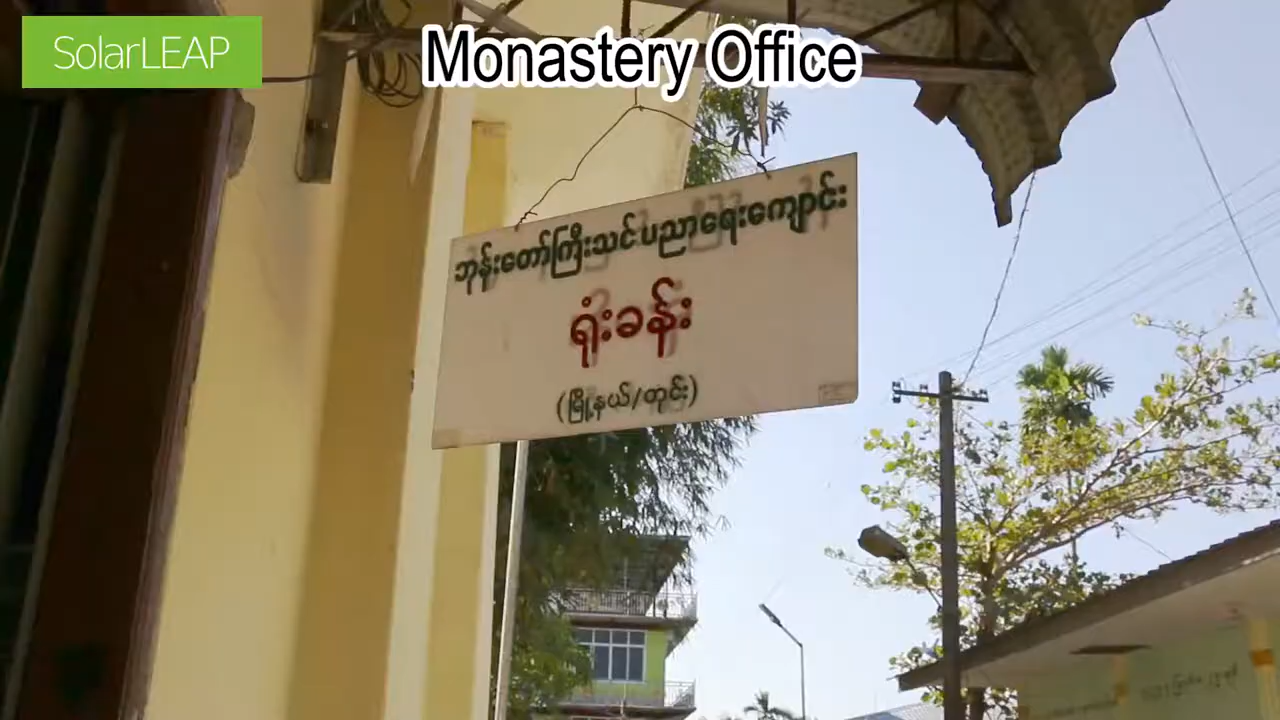 SolarLEAP
Monastery Office
ဘုန်းတော်ကြီးသင်ပညာရေးကျောင်း
ရုံးခန်း
(မြို့နယ်/တုင်း)